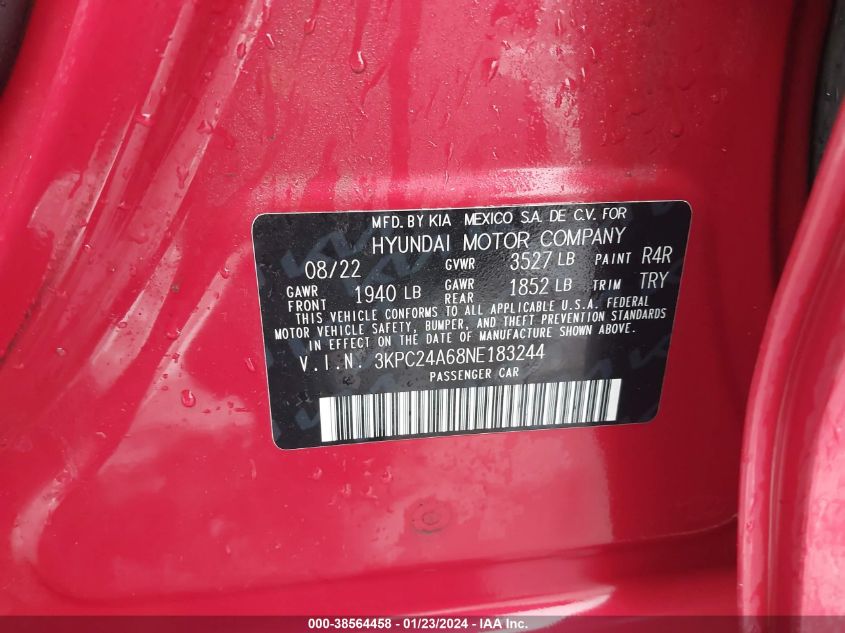 MFD. BY KIA MEXICO S.A. DE C.V. FOR
HYUNDAI MOTOR COMPANY
08/22 GVWR 3527 LB PAINT R4R
GAWR FRONT 1940 LB GAWR REAR 1852 LB TRIM TRY
THIS VEHICLE CONFORMS TO ALL APPLICABLE U.S.A. FEDERAL
MOTOR VEHICLE SAFETY, BUMPER, AND THEFT PREVENTION STANDARDS
IN EFFECT ON THE DATE OF MANUFACTURE SHOWN ABOVE.
V.I.N. 3KPC24A68NE183244
PASSENGER CAR
000-38564458 - 01/23/2024 - IAA Inc.